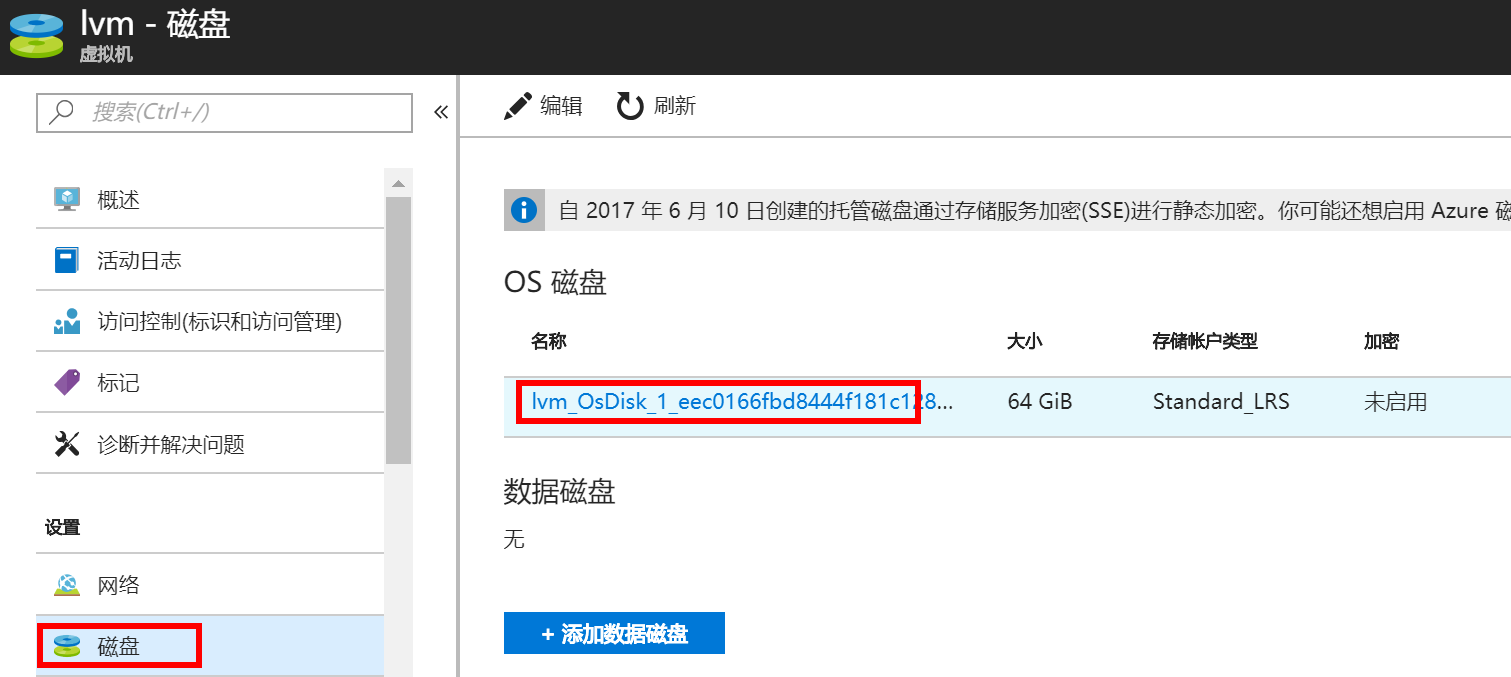 lvm - 磁盘
虚拟机
搜索(Ctrl+/)
«
编辑 刷新
概述
活动日志
访问控制(标识和访问管理)
标记
诊断并解决问题
设置
网络
磁盘
自 2017 年 6 月 10 日创建的托管磁盘通过存储服务加密(SSE)进行静态加密。你可能还想启用 Azure 磁
OS 磁盘
名称 大小 存储帐户类型 加密
lvm_OsDisk_1_eec0166fbd8444f181c128... 64 GiB Standard_LRS 未启用
数据磁盘
无
+ 添加数据磁盘